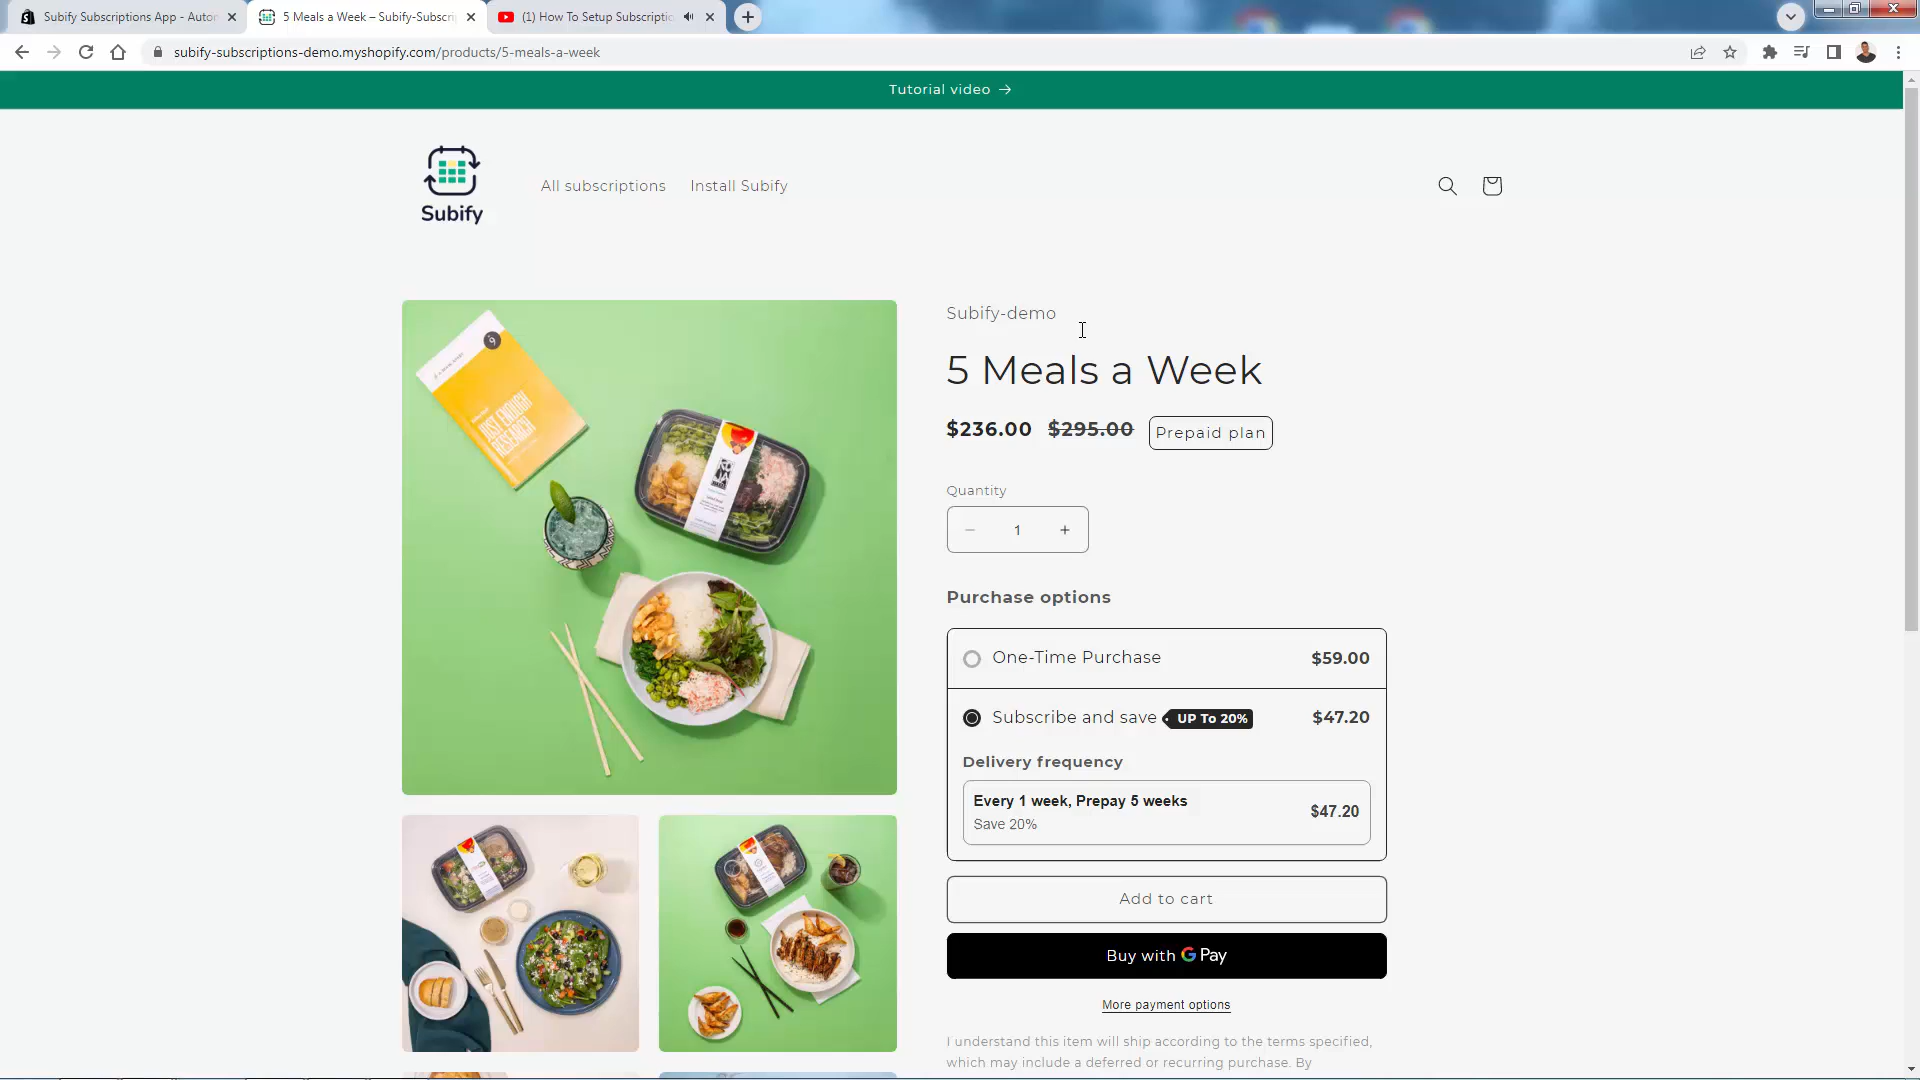 Subify Subscriptions App - Autor
5 Meals a Week – Subify-Subscri
(1) How To Setup Subscriptio
subify-subscriptions-demo.myshopify.com/products/5-meals-a-week
Tutorial video →
Subify
All subscriptions
Install Subify
Subify-demo
5 Meals a Week
$236.00 $295.00 Prepaid plan
Quantity
− 1 +
Purchase options
One-Time Purchase $59.00
Subscribe and save UP To 20% $47.20
Delivery frequency
Every 1 week, Prepay 5 weeks
Save 20%
$47.20
Add to cart
Buy with G Pay
More payment options
I understand this item will ship according to the terms specified,
which may include a deferred or recurring purchase. By
JUST ENOUGH
RESEARCH